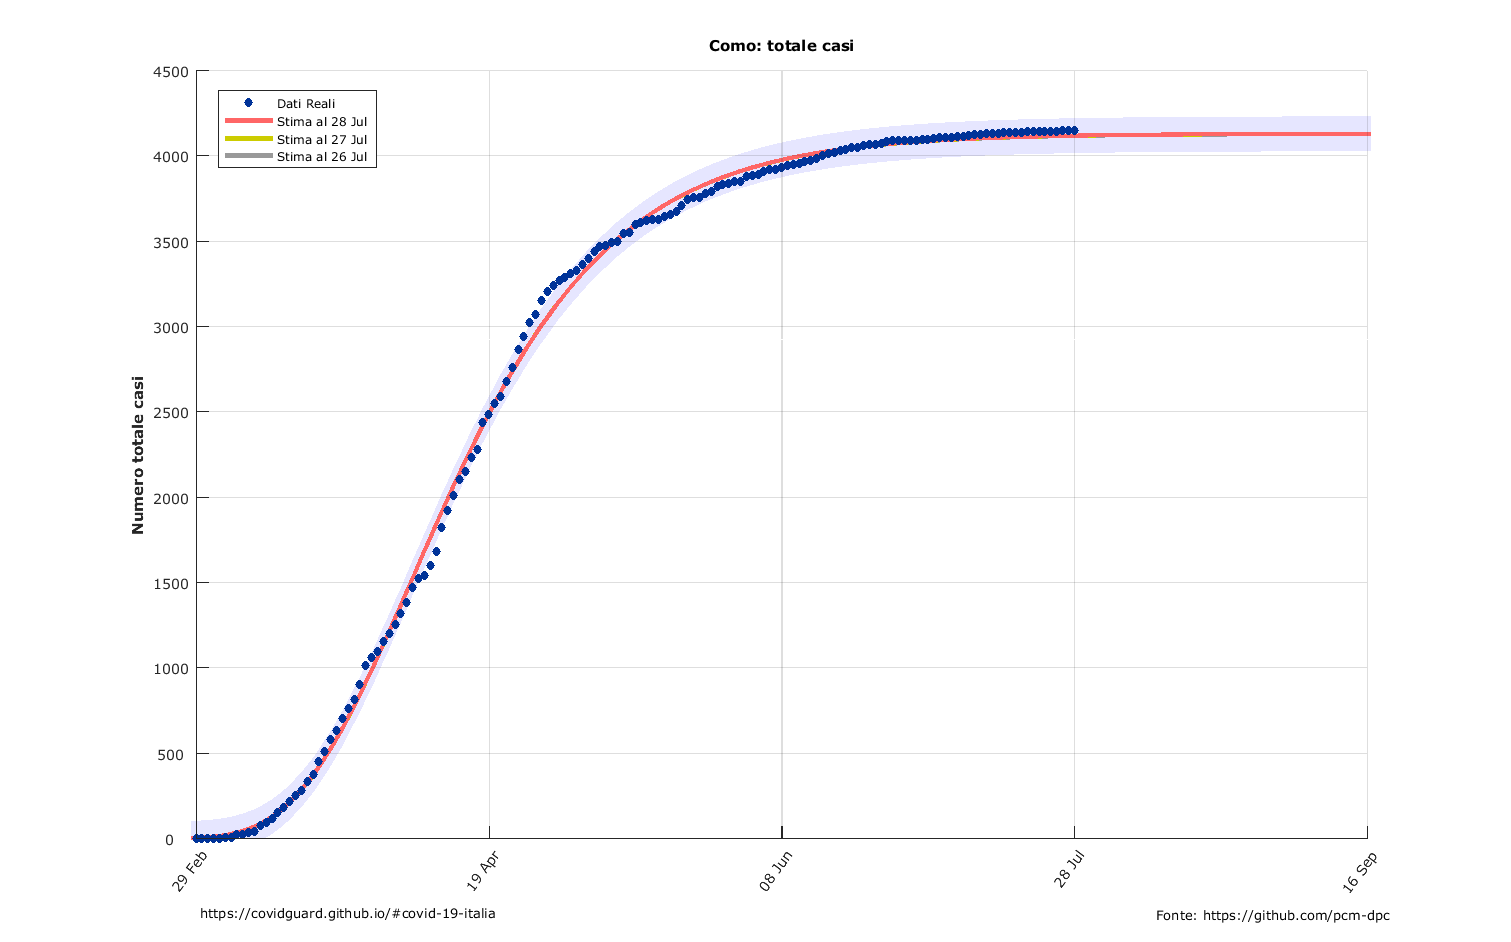 Como: totale casi
4500
4000
3500
3000
2500
2000
1500
1000
500
0
Numero totale casi
Dati Reali
Stima al 28 Jul
Stima al 27 Jul
Stima al 26 Jul
29 Feb
19 Apr
08 Jun
28 Jul
16 Sep
https://covidguard.github.io/#covid-19-italia
Fonte: https://github.com/pcm-dpc